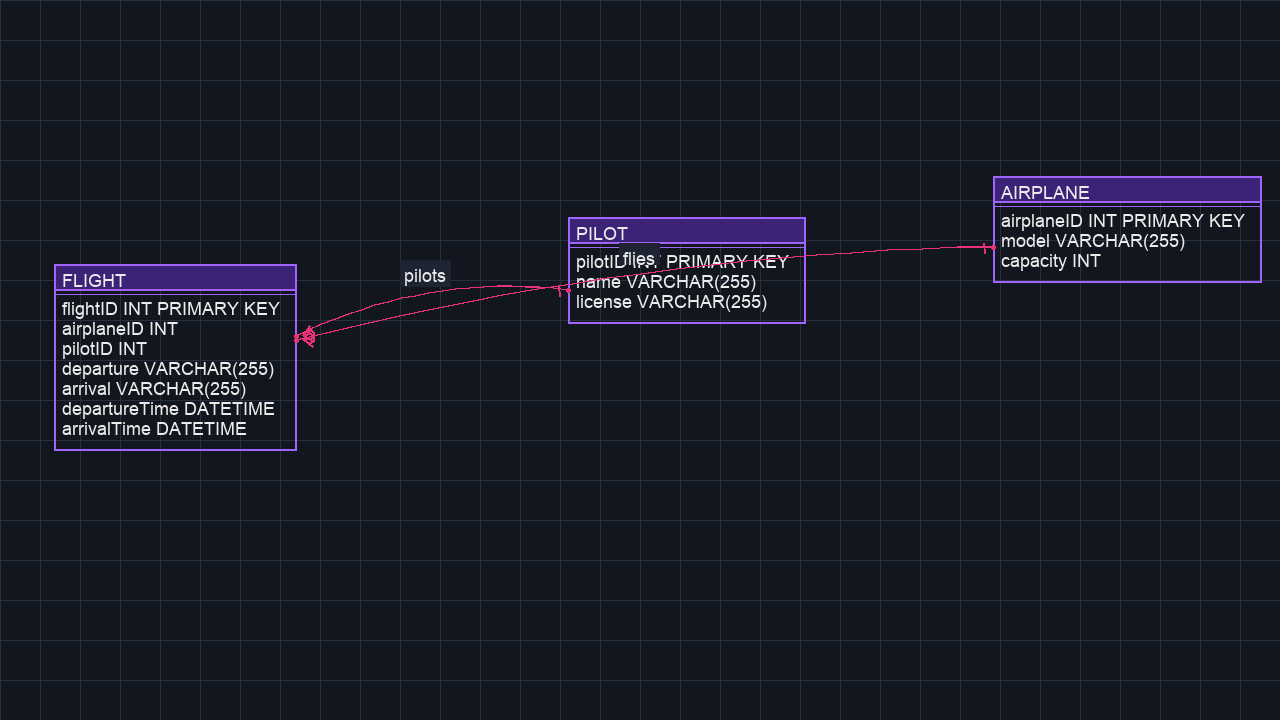 FLIGHT
flightID INT PRIMARY KEY
airplaneID INT
pilotID INT
departure VARCHAR(255)
arrival VARCHAR(255)
departureTime DATETIME
arrivalTime DATETIME
pilots
PILOT
flies
pilotID PRIMARY KEY
name VARCHAR(255)
license VARCHAR(255)
AIRPLANE
airplaneID INT PRIMARY KEY
model VARCHAR(255)
capacity INT